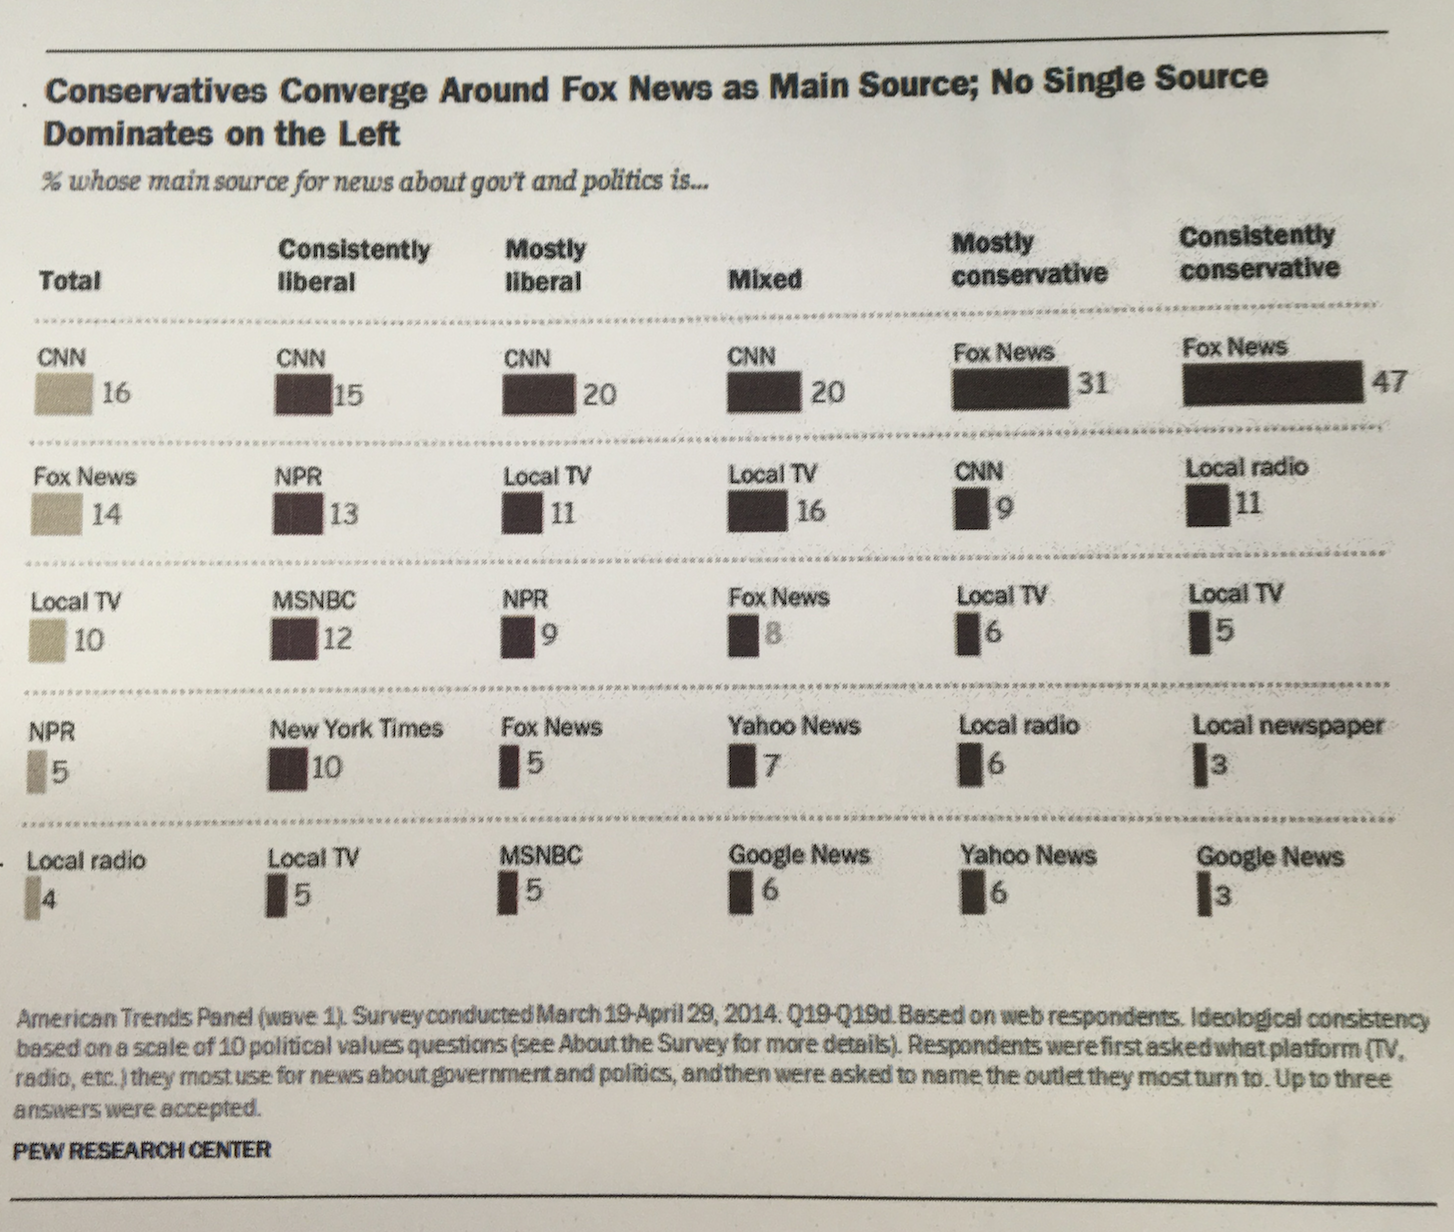 Conservatives Converge Around Fox News as Main Source; No Single Source
Dominates on the Left
% whose main source for news about gov't and politics is...
Total
Consistently
liberal
Mostly
liberal
Mixed
Mostly
conservative
Consistently
conservative
CNN
16
CNN
15
CNN
20
CNN
20
Fox News
31
Fox News
47
Fox News
14
NPR
13
Local TV
11
Local TV
16
CNN
9
Local radio
11
Local TV
10
MSNBC
12
NPR
9
Fox News
8
Local TV
6
Local TV
5
NPR
5
New York Times
10
Fox News
5
Yahoo News
7
Local radio
6
Local newspaper
3
Local radio
4
Local TV
5
MSNBC
5
Google News
6
Yahoo News
6
Google News
3
American Trends Panel (wave 1). Survey conducted March 19-April 29, 2014. Q19-Q19d. Based on web respondents. Ideological consistency
based on a scale of 10 political values questions (see About the Survey for more details). Respondents were first asked what platform (TV,
radio, etc.) they most use for news about government and politics, and then were asked to name the outlet they most turn to. Up to three
answers were accepted.
PEW RESEARCH CENTER